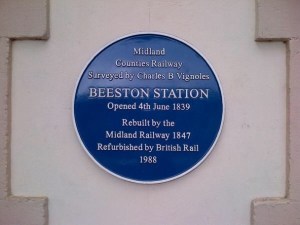 Midland
Counties Railway
Surveyed by Charles B Vignoles
BEESTON STATION
Opened 4th June 1839
Rebuilt by the
Midland Railway 1847
Refurbished by British Rail
1988